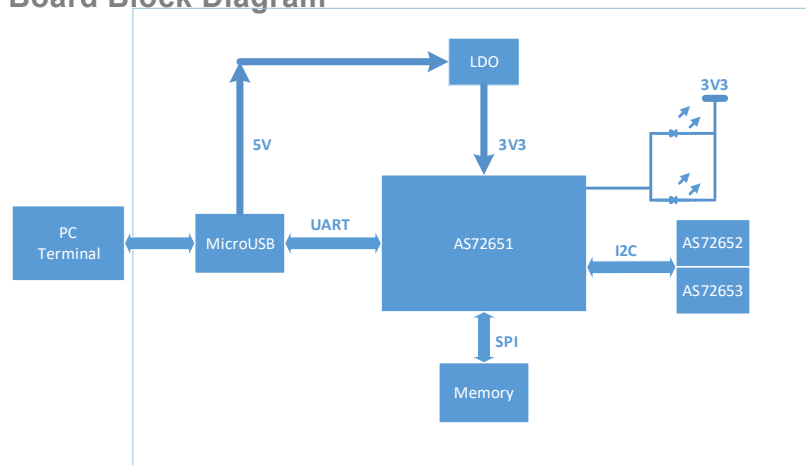 Board Block Diagram
LDO
3V3
5V
3V3
PC
Terminal
MicroUSB
UART
AS72651
I2C
AS72652
AS72653
SPI
Memory